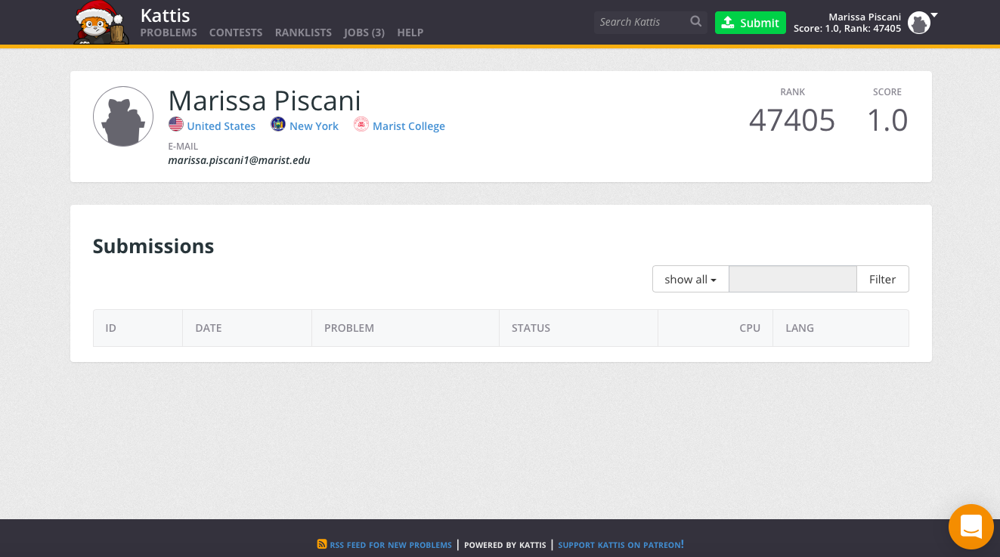 Kattis
PROBLEMS CONTESTS RANKLISTS JOBS (3) HELP
Search Kattis
Submit
Marissa Piscani
Score: 1.0, Rank: 47405
Marissa Piscani
United States New York Marist College
E-MAIL
marissa.piscani1@marist.edu
RANK SCORE
47405 1.0
Submissions
show all Filter
ID DATE PROBLEM STATUS CPU LANG
RSS FEED FOR NEW PROBLEMS | POWERED BY KATTIS | SUPPORT KATTIS ON PATREON!